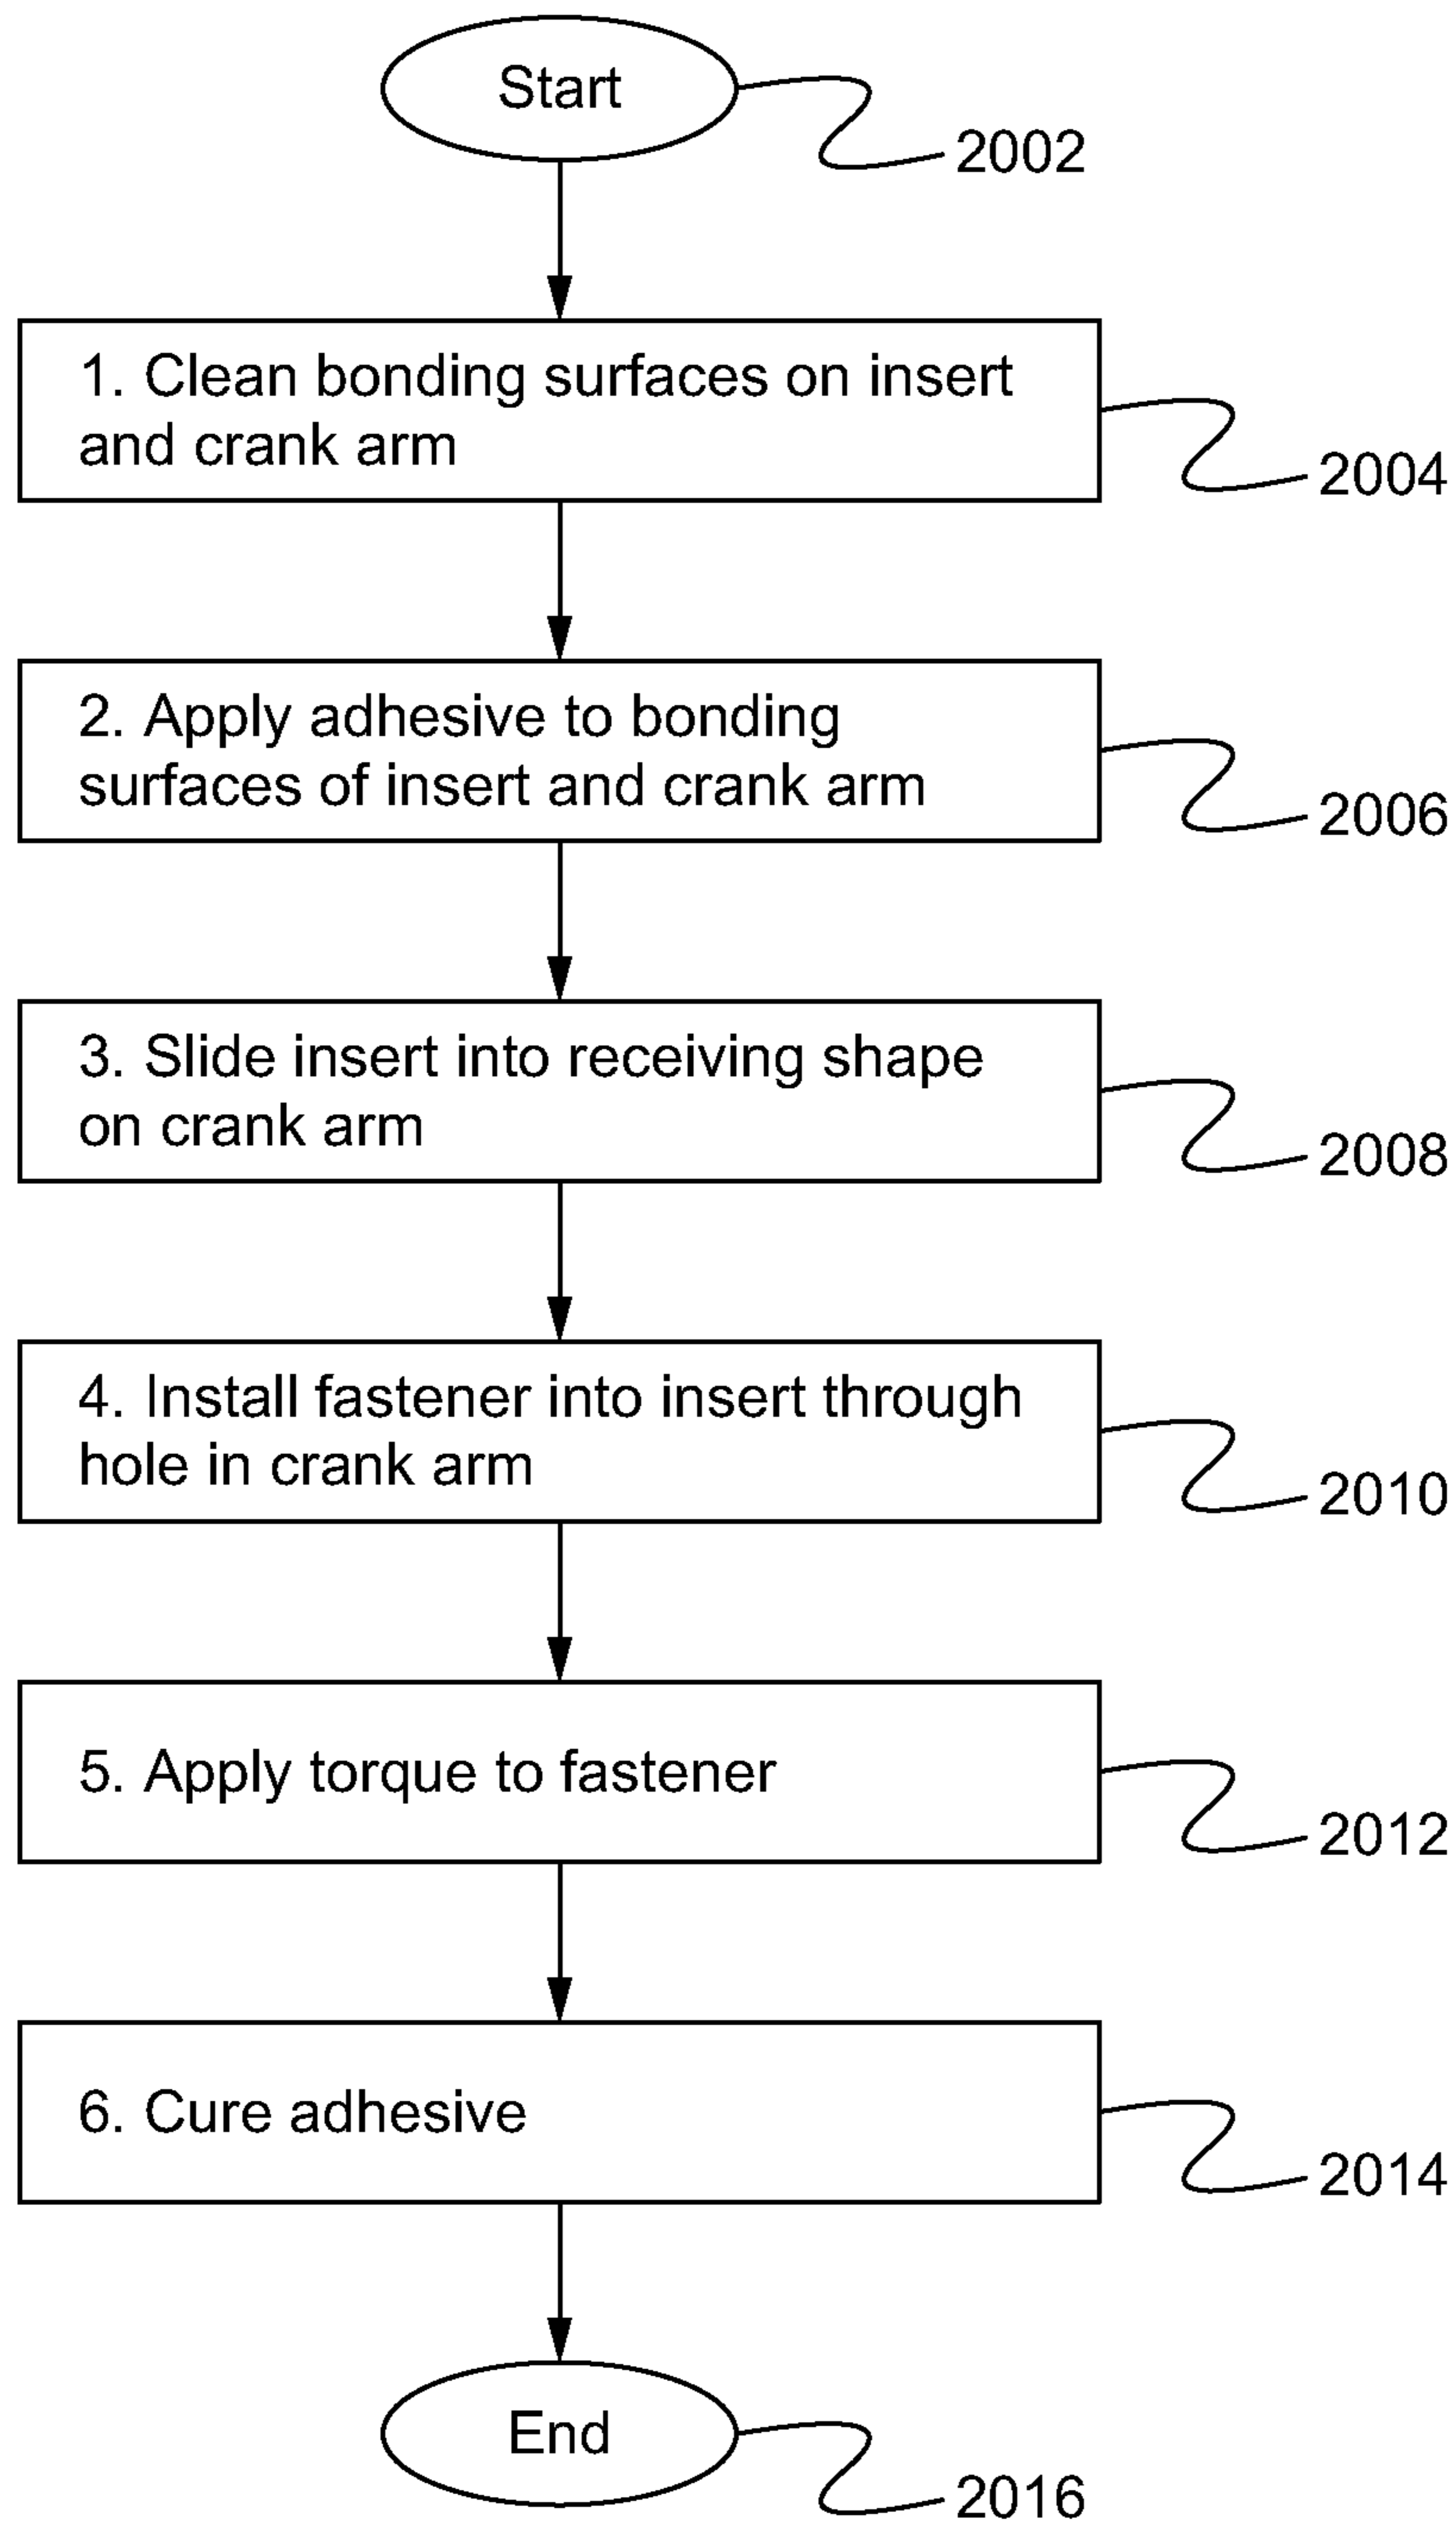 Start
2002
1. Clean bonding surfaces on insert
and crank arm
2004
2. Apply adhesive to bonding
surfaces of insert and crank arm
2006
3. Slide insert into receiving shape
on crank arm
2008
4. Install fastener into insert through
hole in crank arm
2010
5. Apply torque to fastener
2012
6. Cure adhesive
2014
End
2016